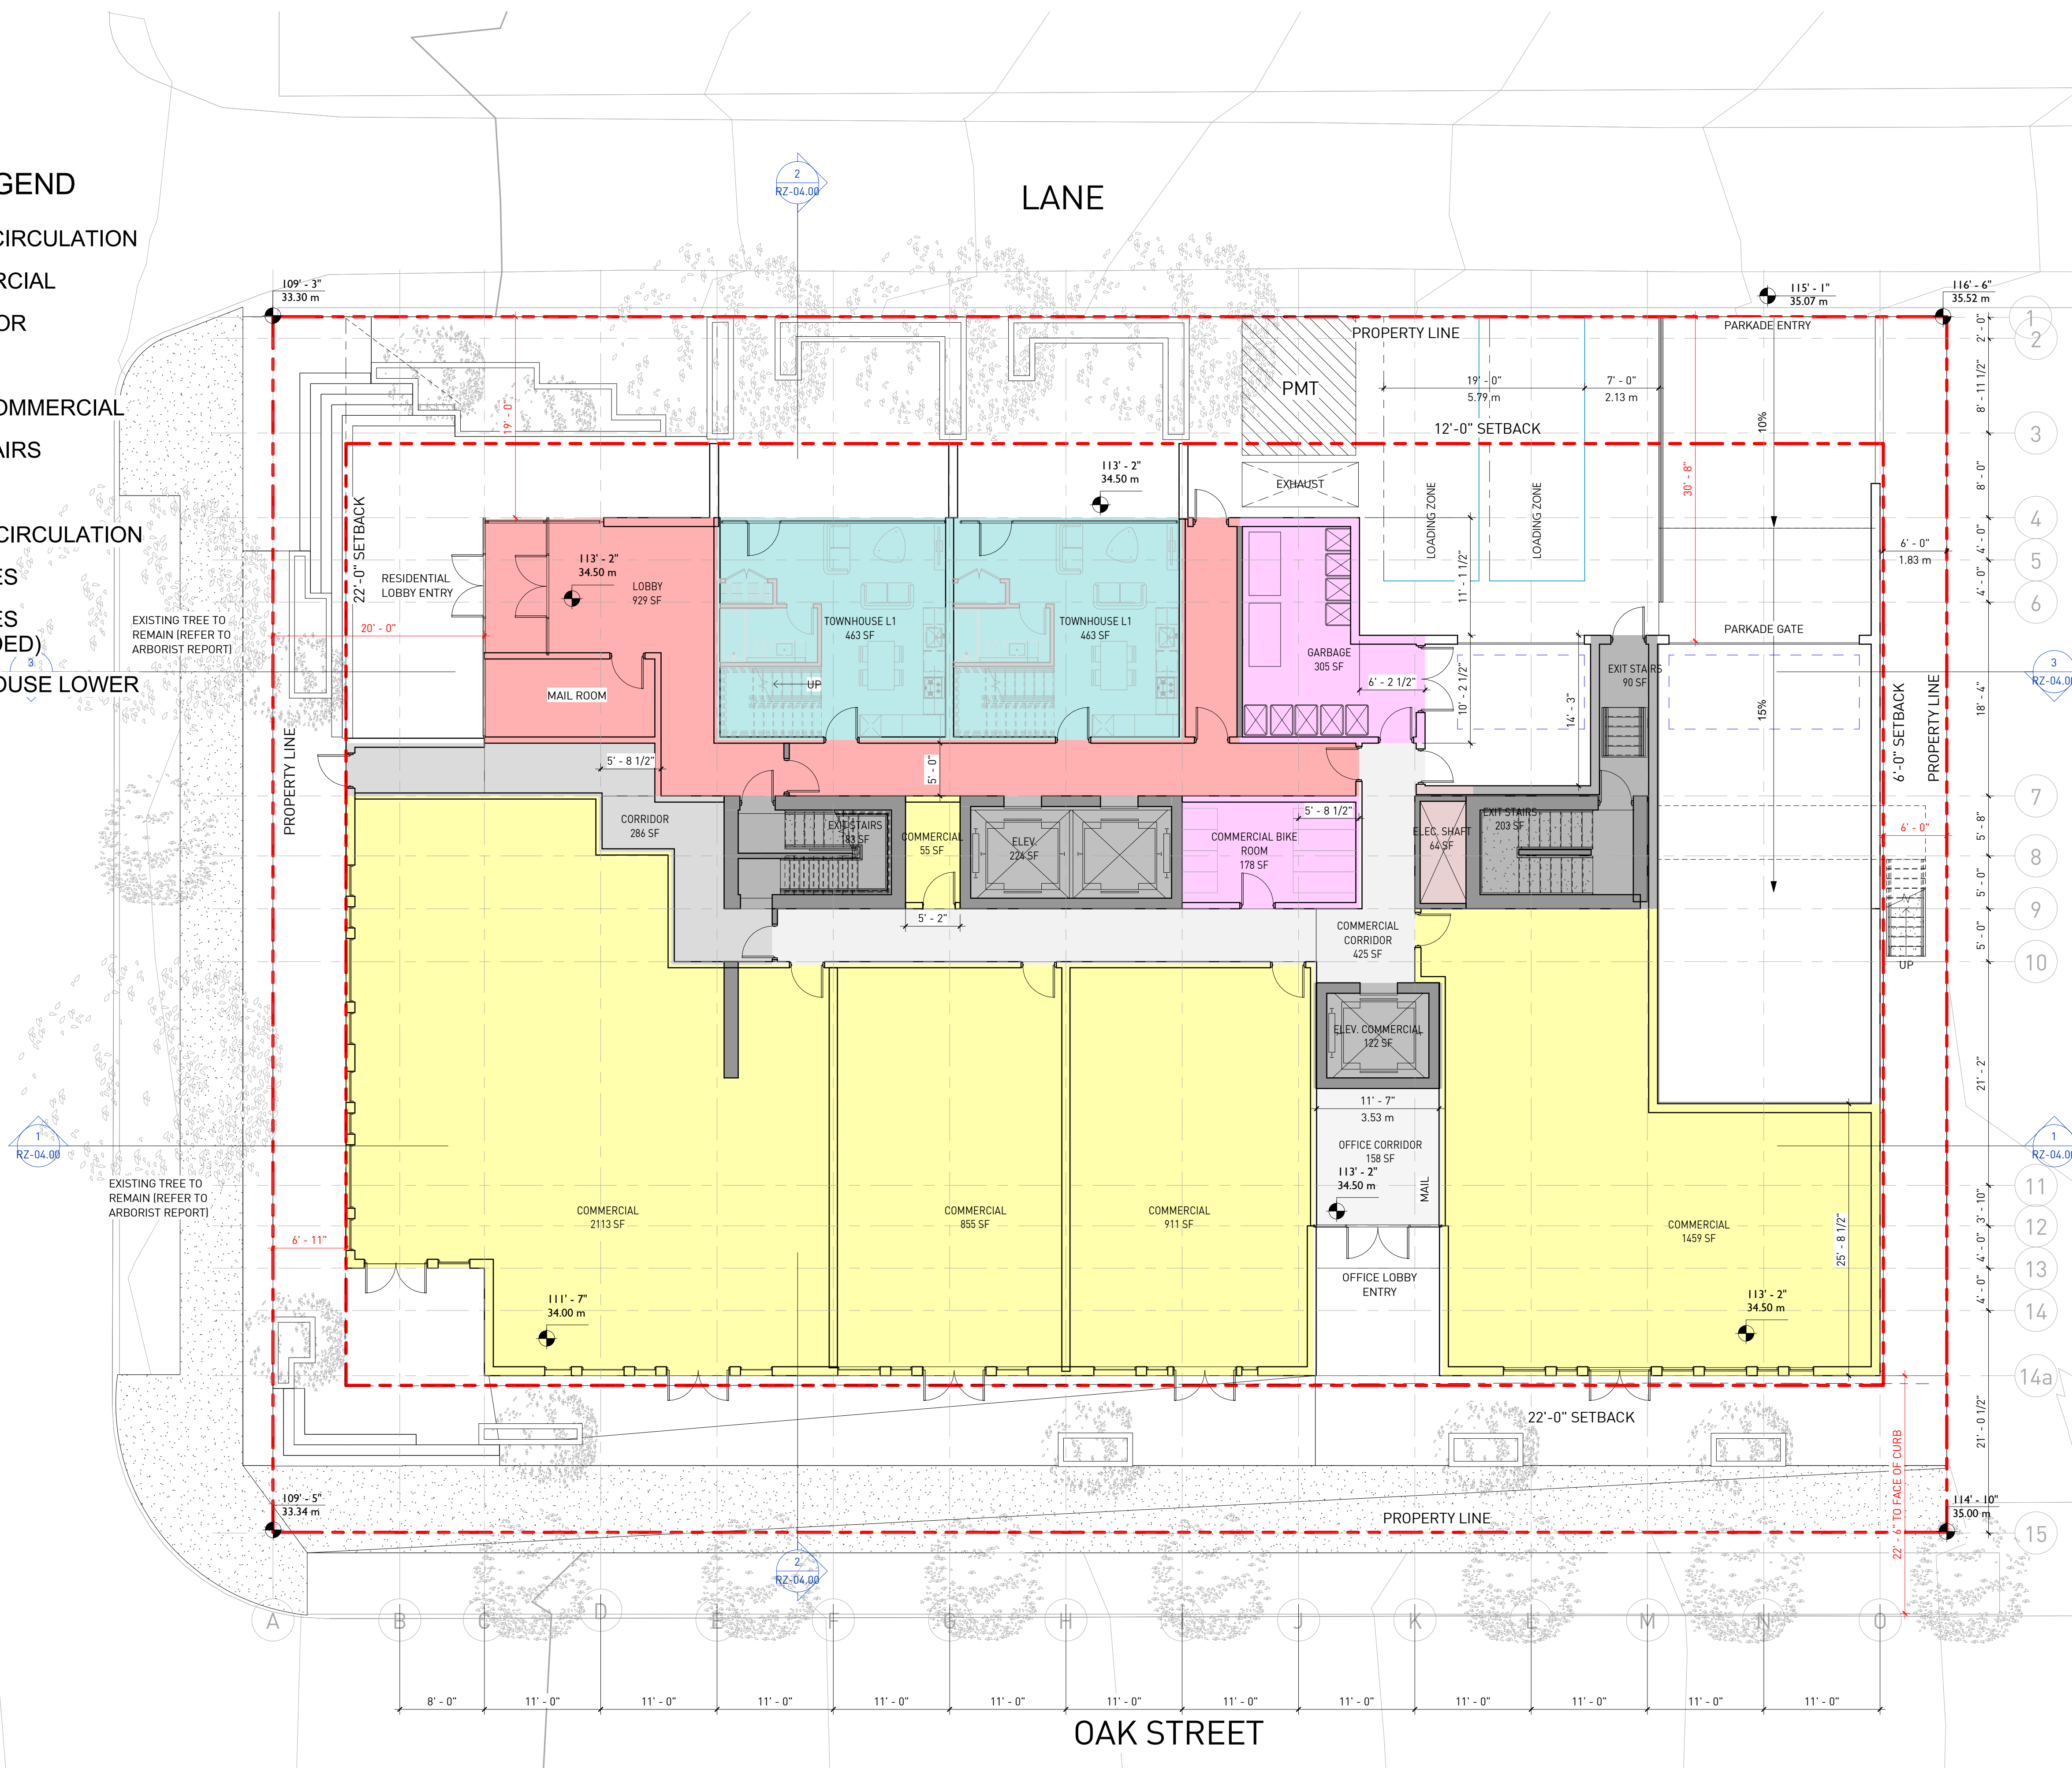 GEND
CIRCULATION
RCIAL
OR
OMMERCIAL
AIRS
CIRCULATION
ES
ES
DED)
OUSE LOWER
LANE
2
RZ-04.00
109' - 3"
33.30 m
115' - 1"
35.07 m
116' - 6"
35.52 m
PROPERTY LINE
PARKADE ENTRY
PMT
19' - 0"
5.79 m
7' - 0"
2.13 m
10%
12'-0" SETBACK
19' - 0"
113' - 2"
34.50 m
EXHAUST
LOADING ZONE
LOADING ZONE
30' - 8"
22'-0" SETBACK
RESIDENTIAL
LOBBY ENTRY
113' - 2"
34.50 m
LOBBY
929 SF
TOWNHOUSE L1
463 SF
TOWNHOUSE L1
463 SF
UP
GARBAGE
305 SF
11' - 1 1/2"
10' - 2 1/2"
6' - 2 1/2"
14' - 3"
6' - 0"
1.83 m
PARKADE GATE
EXIT STAIRS
90 SF
15%
EXISTING TREE TO
REMAIN (REFER TO
ARBORIST REPORT)
20' - 0"
MAIL ROOM
3
3
RZ-04.00
6'-0" SETBACK
PROPERTY LINE
PROPERTY LINE
5' - 8 1/2"
5' - 0"
5' - 8 1/2"
CORRIDOR
286 SF
EXIT STAIRS
183 SF
COMMERCIAL
55 SF
ELEV.
224 SF
COMMERCIAL BIKE
ROOM
178 SF
ELEC. SHAFT
64 SF
EXIT STAIRS
203 SF
6' - 0"
5' - 2"
COMMERCIAL
CORRIDOR
425 SF
UP
ELEV. COMMERCIAL
122 SF
11' - 7"
3.53 m
OFFICE CORRIDOR
158 SF
113' - 2"
34.50 m
MAIL
1
RZ-04.00
1
RZ-04.00
EXISTING TREE TO
REMAIN (REFER TO
ARBORIST REPORT)
COMMERCIAL
2113 SF
COMMERCIAL
855 SF
COMMERCIAL
911 SF
COMMERCIAL
1459 SF
25' - 8 1/2"
6' - 11"
OFFICE LOBBY
ENTRY
111' - 7"
34.00 m
113' - 2"
34.50 m
22'-0" SETBACK
22' - 6" TO FACE OF CURB
109' - 5"
33.34 m
PROPERTY LINE
114' - 10"
35.00 m
2
RZ-04.00
1
2
3
4
5
6
7
8
9
10
11
12
13
14
14a
15
2' - 0"
8' - 11 1/2"
8' - 0"
4' - 0"
4' - 0"
18' - 4"
5' - 8"
5' - 0"
5' - 0"
21' - 2"
3' - 10"
4' - 0"
4' - 0"
21' - 0 1/2"
A
B
C
D
E
F
G
H
I
J
K
L
M
N
O
8' - 0"
11' - 0"
11' - 0"
11' - 0"
11' - 0"
11' - 0"
11' - 0"
11' - 0"
11' - 0"
11' - 0"
11' - 0"
11' - 0"
11' - 0"
OAK STREET